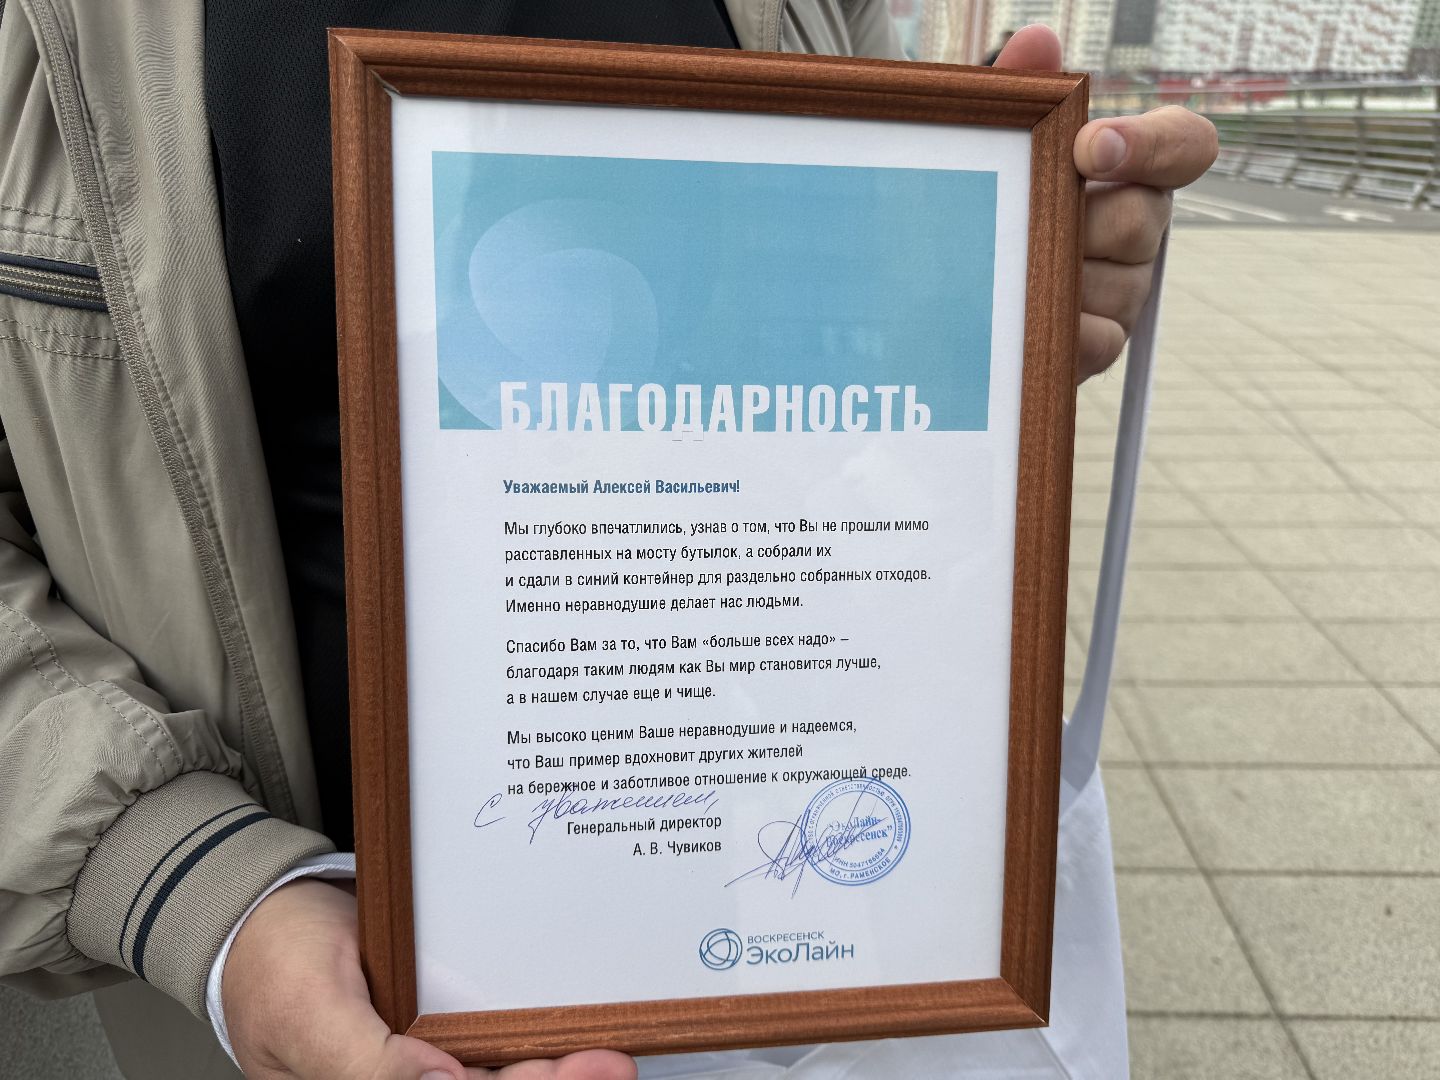 БЛАГОДАРНОСТЬ
Уважаемый Алексей Васильевич!
Мы глубоко впечатлились, узнав о том, что Вы не прошли мимо
расставленных на мосту бутылок, а собрали их
и сдали в синий контейнер для раздельно собранных отходов.
Именно неравнодушие делает нас людьми.
Спасибо Вам за то, что Вам «больше всех надо» –
благодаря таким людям как Вы мир становится лучше,
а в нашем случае еще и чище.
Мы высоко ценим Ваше неравнодушие и надеемся,
что Ваш пример вдохновит других жителей
на бережное и заботливое отношение к окружающей среде.
С уважением,
Генеральный директор
А. В. Чувиков
"ЭкоЛайн-
Воскресенск"
МО, г. РАМЕНСКОЕ
ВОСКРЕСЕНСК
ЭкоЛайн